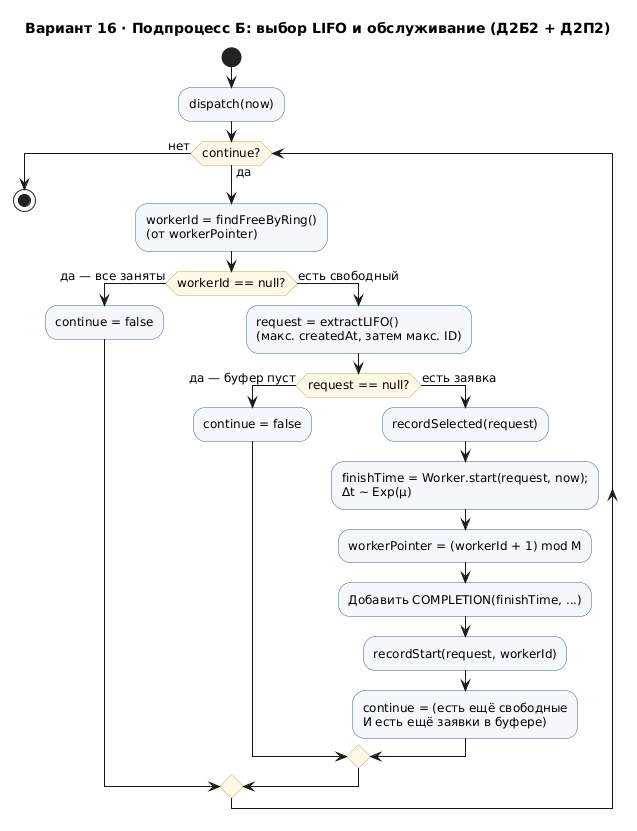 Вариант 16 · Подпроцесс Б: выбор LIFO и обслуживание (Д2Б2 + Д2П2)
dispatch(now)
нет
continue?
да
workerId = findFreeByRing()
(от workerPointer)
да — все заняты
workerId == null?
есть свободный
continue = false
request = extractLIFO()
(макс. createdAt, затем макс. ID)
да — буфер пуст
request == null?
есть заявка
continue = false
recordSelected(request)
finishTime = Worker.start(request, now);
Δt ~ Exp(μ)
workerPointer = (workerId + 1) mod M
Добавить COMPLETION(finishTime, ...)
recordStart(request, workerId)
continue = (есть ещё свободные
И есть ещё заявки в буфере)